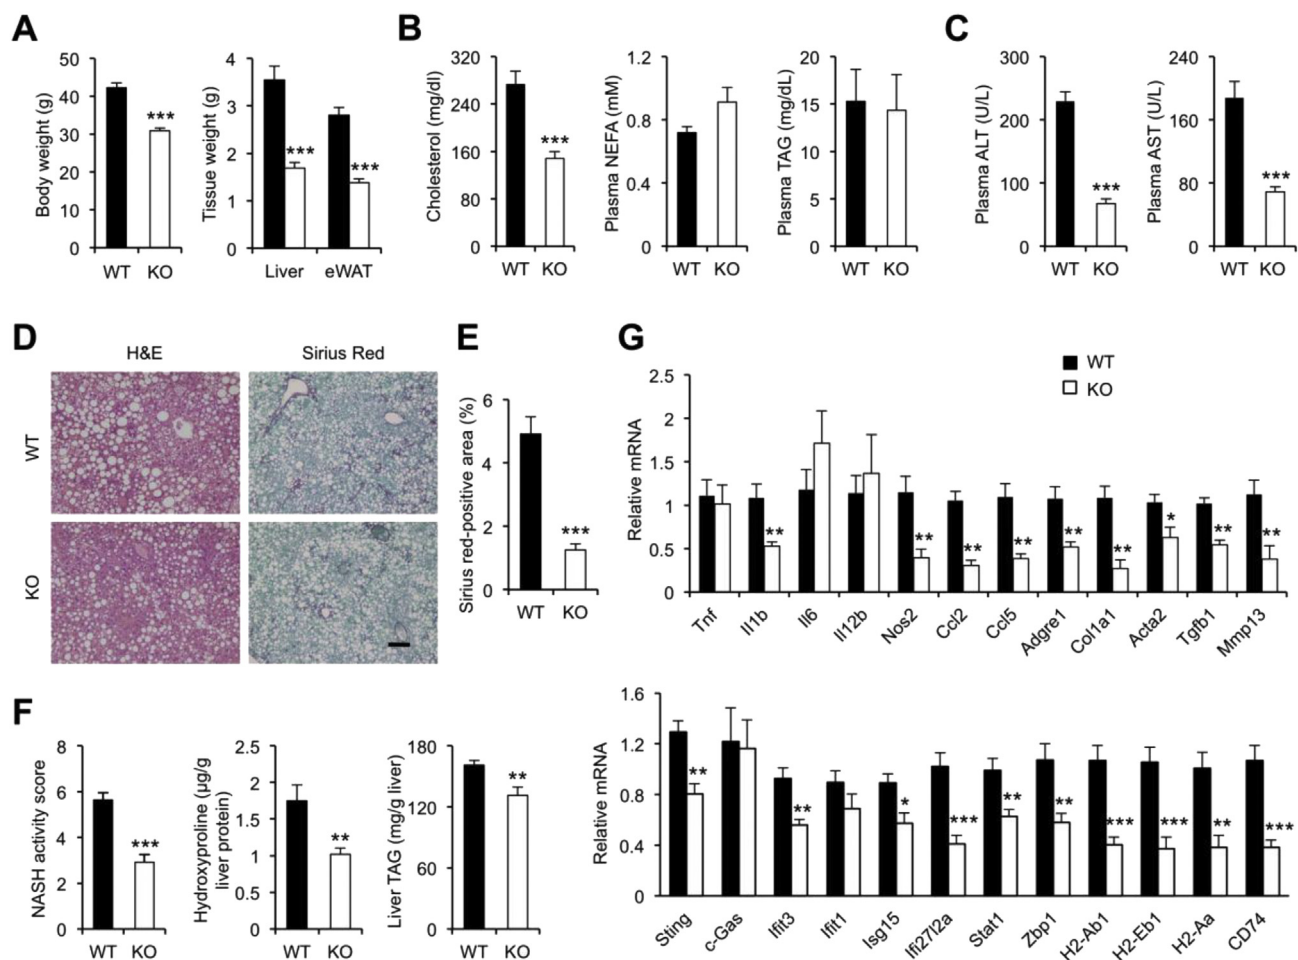 A
Body weight (g)
50
40
30
20
10
0
***
WT KO
Tissue weight (g)
4
3
2
1
0
***
***
Liver eWAT
B
Cholesterol (mg/dl)
320
240
160
80
0
***
WT KO
Plasma NEFA (mM)
1.2
0.8
0.4
0
WT KO
Plasma TAG (mg/dL)
20
15
10
5
0
WT KO
C
Plasma ALT (U/L)
300
200
100
0
***
WT KO
Plasma AST (U/L)
240
160
80
0
***
WT KO
D
H&E Sirius Red
WT
KO
E
Sirius red-positive area (%)
6
4
2
0
***
WT KO
F
NASH activity score
8
6
4
2
0
***
WT KO
Hydroxyproline (µg/g
liver protein)
2.5
2
1.5
1
0.5
0
**
WT KO
Liver TAG (mg/g liver)
180
120
60
0
**
WT KO
G
WT
KO
Relative mRNA
2.5
2
1.5
1
0.5
0
** ** ** ** ** ** * ** **
Tnf Il1b Il6 Il12b Nos2 Ccl2 Ccl5 Adgre1 Col1a1 Acta2 Tgfb1 Mmp13
Relative mRNA
1.6
1.2
0.8
0.4
0
** ** * *** ** ** *** *** ** ***
Sting c-Gas Ifit3 Ifit1 Isg15 Ifi27l2a Stat1 Zbp1 H2-Ab1 H2-Eb1 H2-Aa CD74